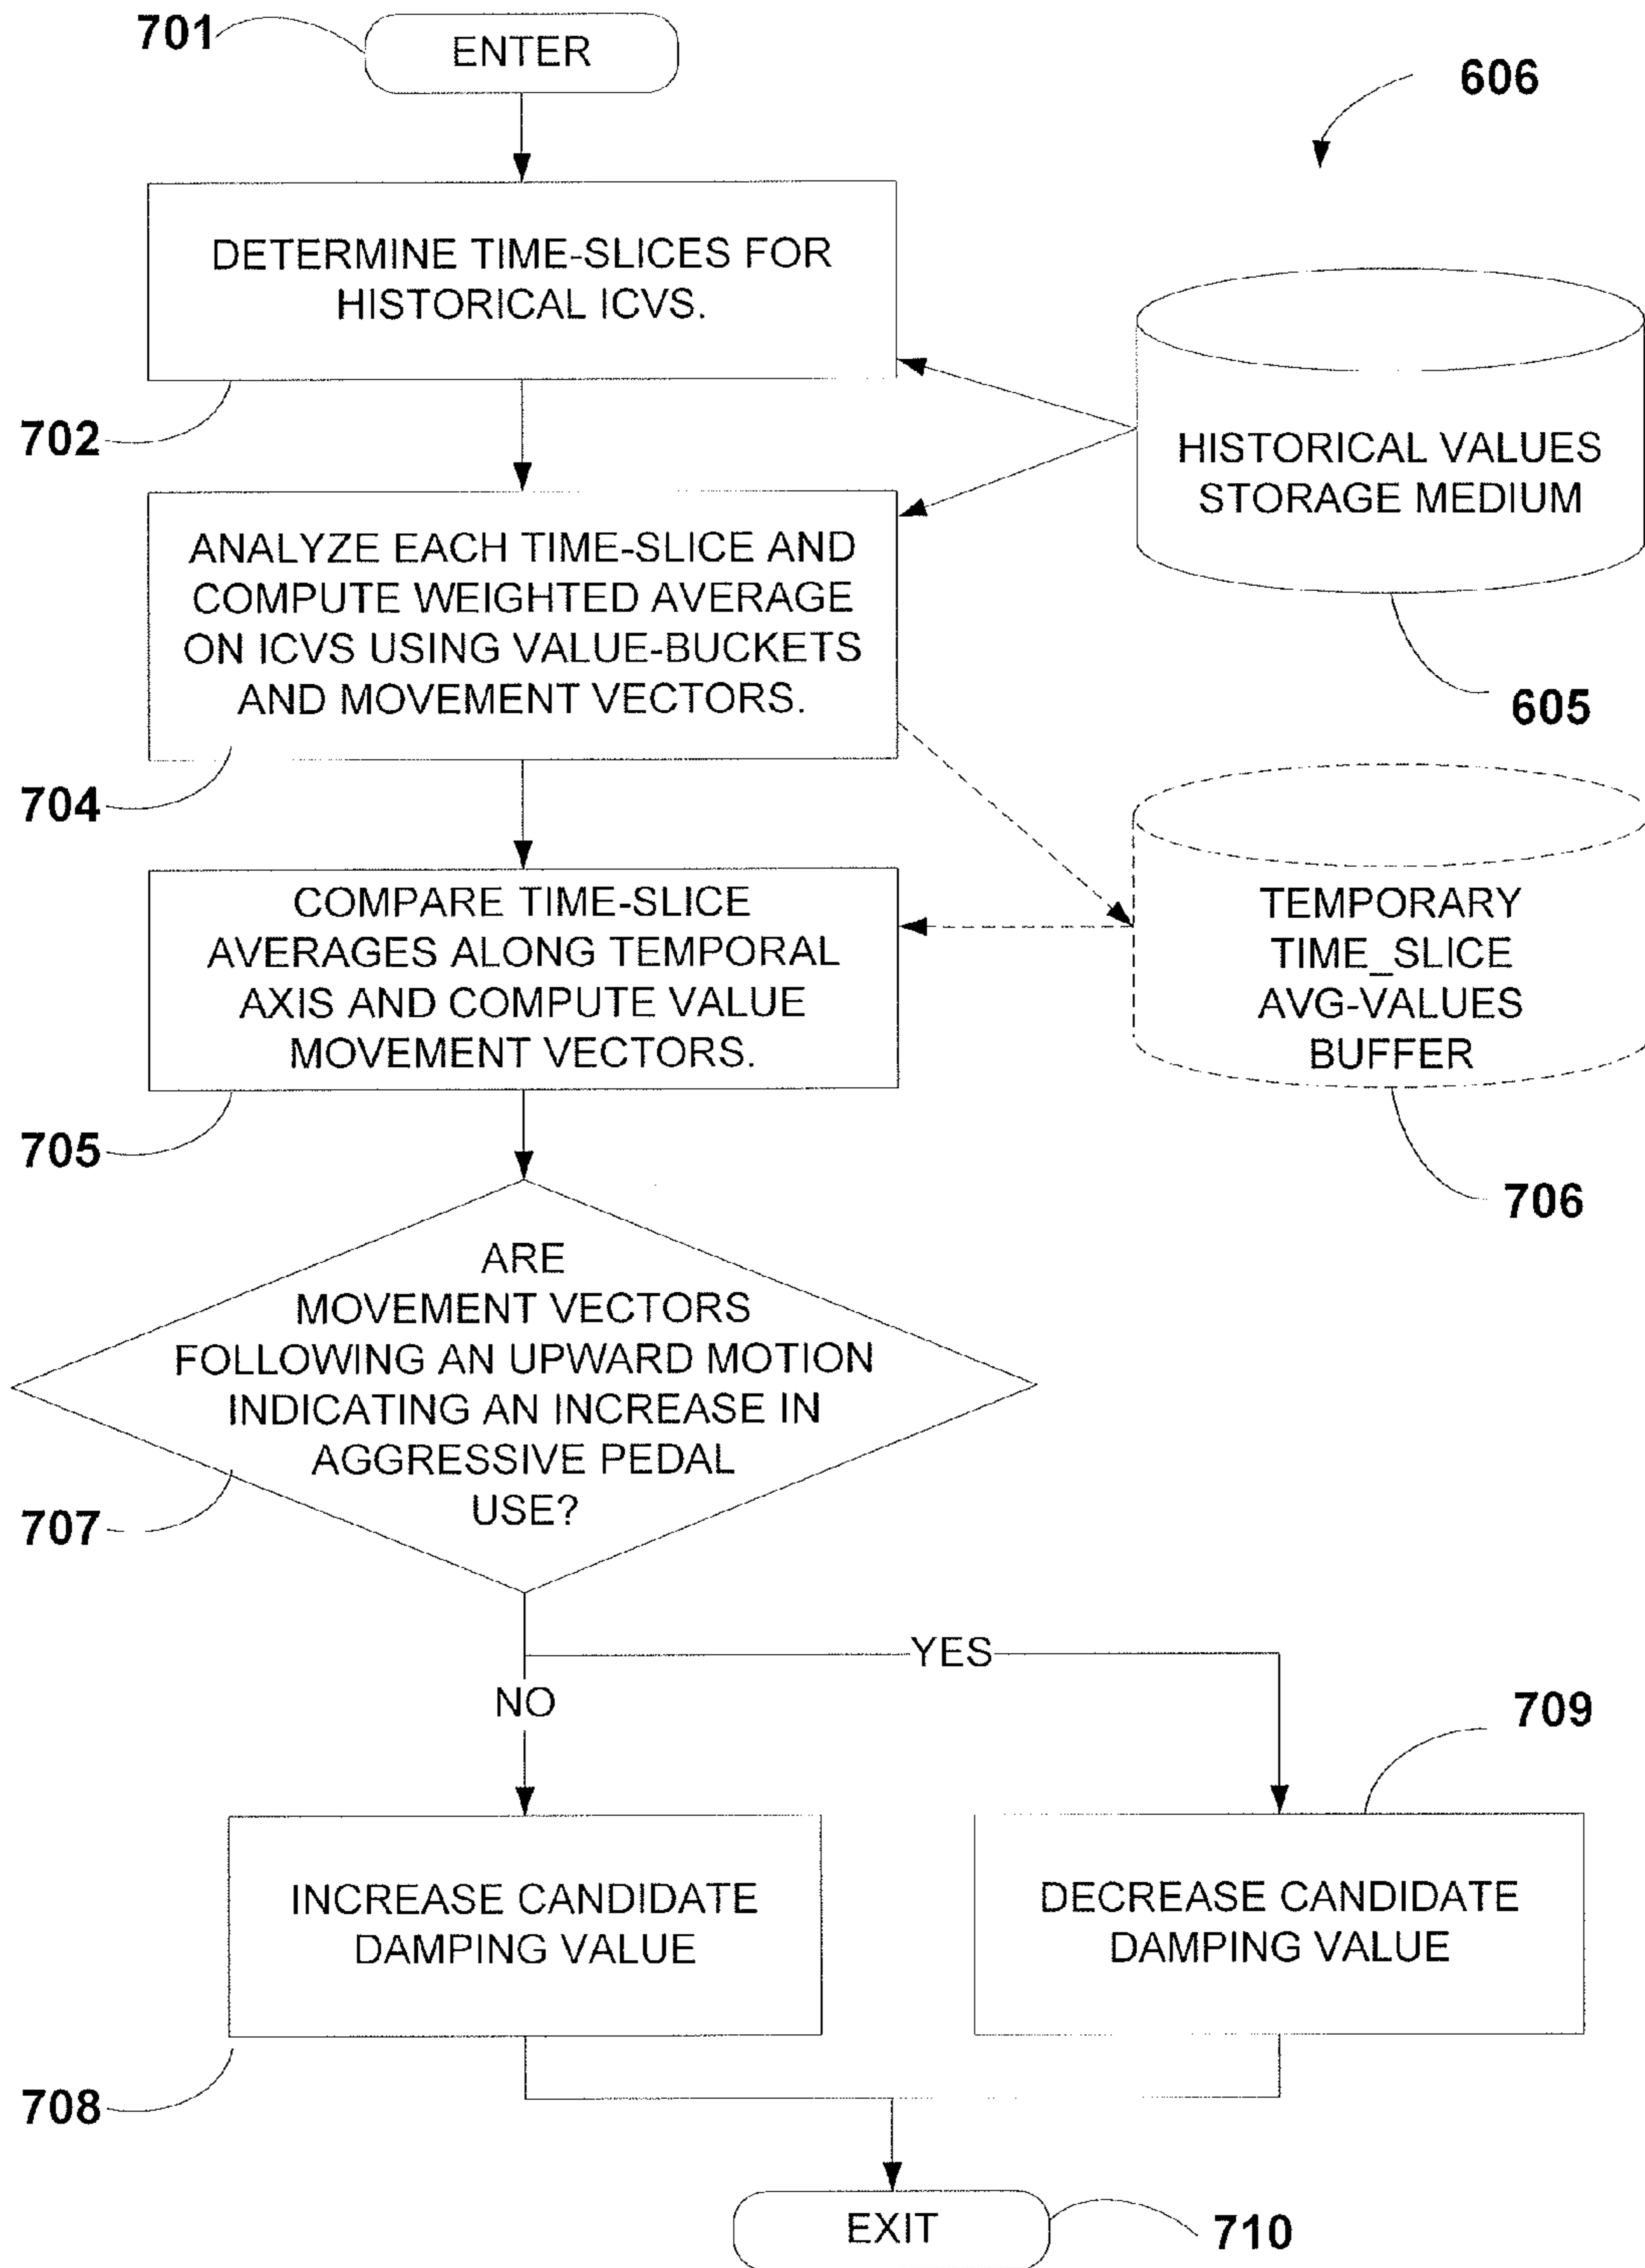 701
ENTER
606
DETERMINE TIME-SLICES FOR
HISTORICAL ICVS.
702
HISTORICAL VALUES
STORAGE MEDIUM
605
ANALYZE EACH TIME-SLICE AND
COMPUTE WEIGHTED AVERAGE
ON ICVS USING VALUE-BUCKETS
AND MOVEMENT VECTORS.
704
COMPARE TIME-SLICE
AVERAGES ALONG TEMPORAL
AXIS AND COMPUTE VALUE
MOVEMENT VECTORS.
705
TEMPORARY
TIME_SLICE
AVG-VALUES
BUFFER
706
ARE
MOVEMENT VECTORS
FOLLOWING AN UPWARD MOTION
INDICATING AN INCREASE IN
AGGRESSIVE PEDAL
USE?
707
YES
NO
709
INCREASE CANDIDATE
DAMPING VALUE
708
DECREASE CANDIDATE
DAMPING VALUE
EXIT
710